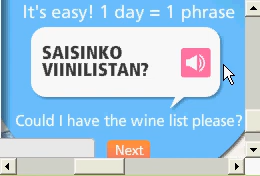 It's easy! 1 day = 1 phrase
SAISINKO
VIINILISTAN?
Could I have the wine list please?
Next